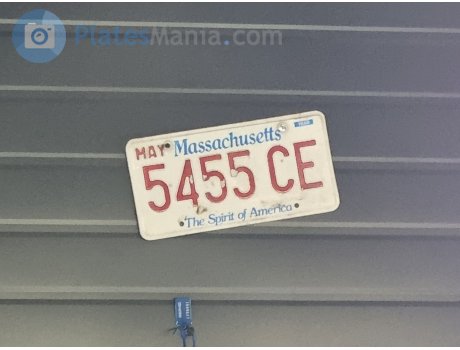 PlatesMania.com
MAY Massachusetts
5455 CE
The Spirit of America